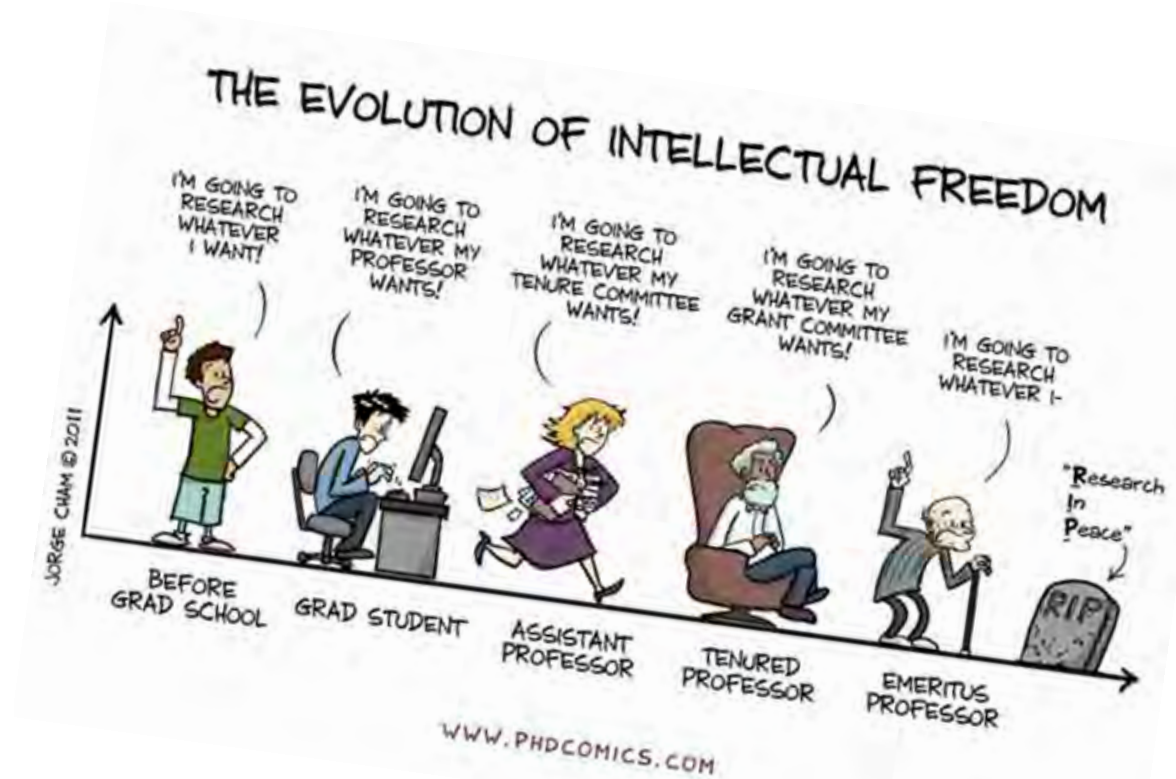 THE EVOLUTION OF INTELLECTUAL FREEDOM
I'M GOING TO
RESEARCH
WHATEVER
I WANT!
I'M GOING TO
RESEARCH
WHATEVER MY
PROFESSOR
WANTS!
I'M GOING TO
RESEARCH
WHATEVER MY
TENURE COMMITTEE
WANTS!
I'M GOING TO
RESEARCH
WHATEVER MY
GRANT COMMITTEE
WANTS!
I'M GOING TO
RESEARCH
WHATEVER I-
"Research
In
Peace"
RIP
JORGE CHAM © 2011
BEFORE
GRAD SCHOOL
GRAD STUDENT
ASSISTANT
PROFESSOR
TENURED
PROFESSOR
EMERITUS
PROFESSOR
WWW.PHDCOMICS.COM